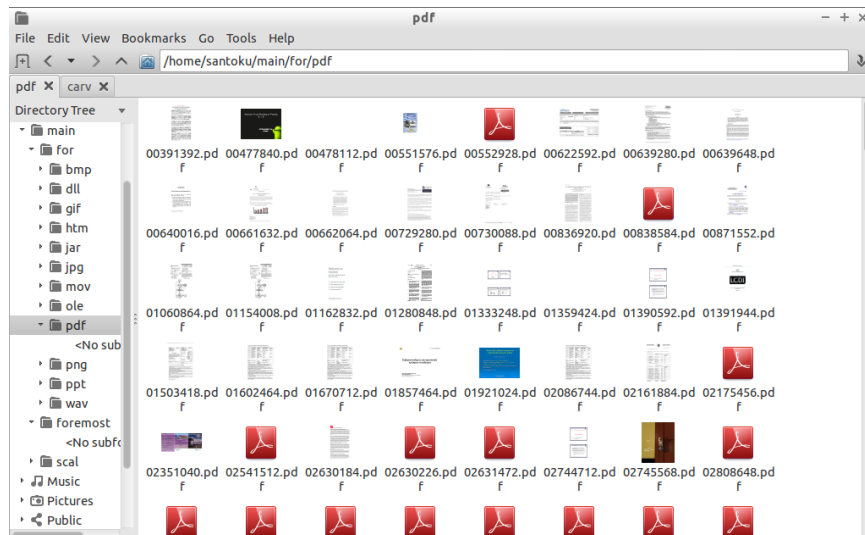 pdf
File Edit View Bookmarks Go Tools Help
/home/santoku/main/for/pdf
pdf carv
Directory Tree
main
for
bmp
dll
gif
htm
jar
jpg
mov
ole
pdf
<No sub
png
ppt
wav
foremost
<No subfo
scal
Music
Pictures
Public
00391392.pd 00477840.pd 00478112.pd 00551576.pd 00552928.pd 00622592.pd 00639280.pd 00639648.pd
f f f f f f f f
00640016.pd 00661632.pd 00662064.pd 00729280.pd 00730088.pd 00836920.pd 00838584.pd 00871552.pd
f f f f f f f f
LCDI
01060864.pd 01154008.pd 01162832.pd 01280848.pd 01333248.pd 01359424.pd 01390592.pd 01391944.pd
f f f f f f f f
01503418.pd 01602464.pd 01670712.pd 01857464.pd 01921024.pd 02086744.pd 02161884.pd 02175456.pd
f f f f f f f f
02351040.pd 02541512.pd 02630184.pd 02630226.pd 02631472.pd 02744712.pd 02745568.pd 02808648.pd
f f f f f f f f